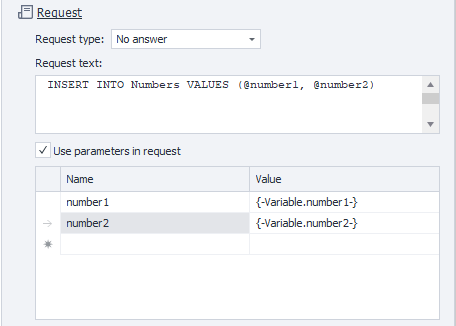 Request
Request type: No answer
Request text:
INSERT INTO Numbers VALUES (@number1, @number2)
Use parameters in request
Name Value
number1 {-Variable.number1-}
number2 {-Variable.number2-}